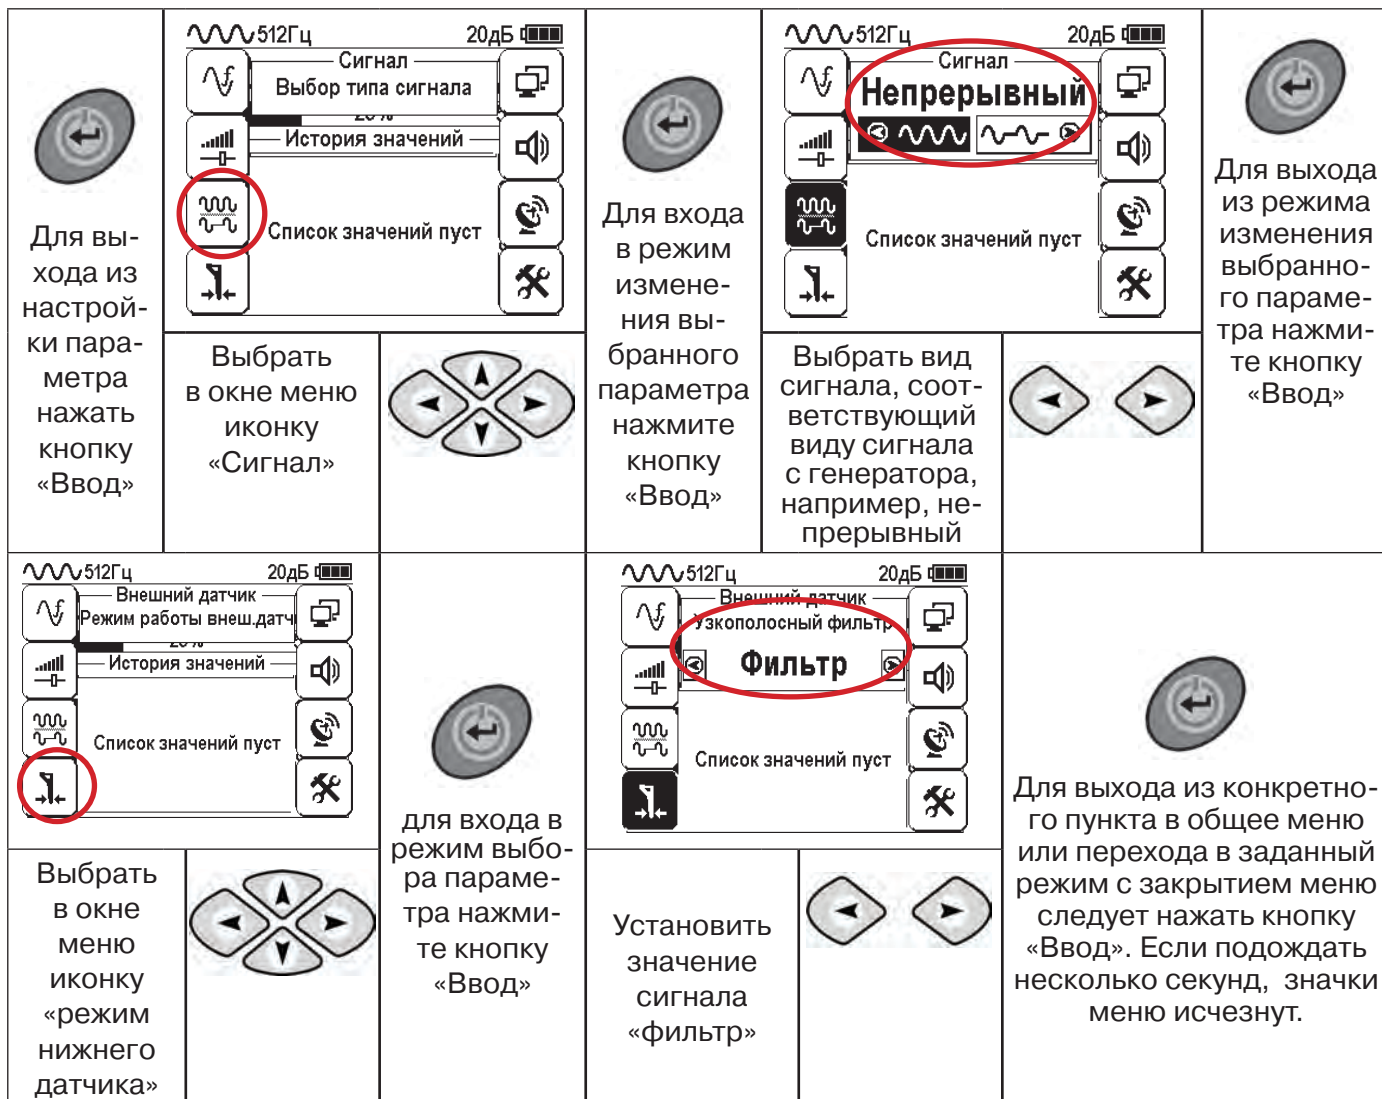 Для вы-
хода из
настрой-
ки пара-
метра
нажать
кнопку
«Ввод»
512Гц 20дБ
Сигнал
Выбор типа сигнала
История значений
Список значений пуст
Выбрать
в окне меню
иконку
«Сигнал»
Для входа
в режим
измене-
ния вы-
бранного
параметра
нажмите
кнопку
«Ввод»
512Гц 20дБ
Сигнал
Непрерывный
Список значений пуст
Выбрать вид
сигнала, соот-
ветствующий
виду сигнала
с генератора,
например, не-
прерывный
Для выхода
из режима
изменения
выбранно-
го параме-
тра нажми-
те кнопку
«Ввод»
512Гц 20дБ
Внешний датчик
Режим работы внеш.датч
История значений
Список значений пуст
Выбрать
в окне
меню
иконку
«режим
нижнего
датчика»
для входа в
режим выбо-
ра параме-
тра нажми-
те кнопку
«Ввод»
512Гц 20дБ
Внешний датчик
Узкополосный фильтр
Фильтр
Список значений пуст
Установить
значение
сигнала
«фильтр»
Для выхода из конкретно-
го пункта в общее меню
или перехода в заданный
режим с закрытием меню
следует нажать кнопку
«Ввод». Если подождать
несколько секунд, значки
меню исчезнут.